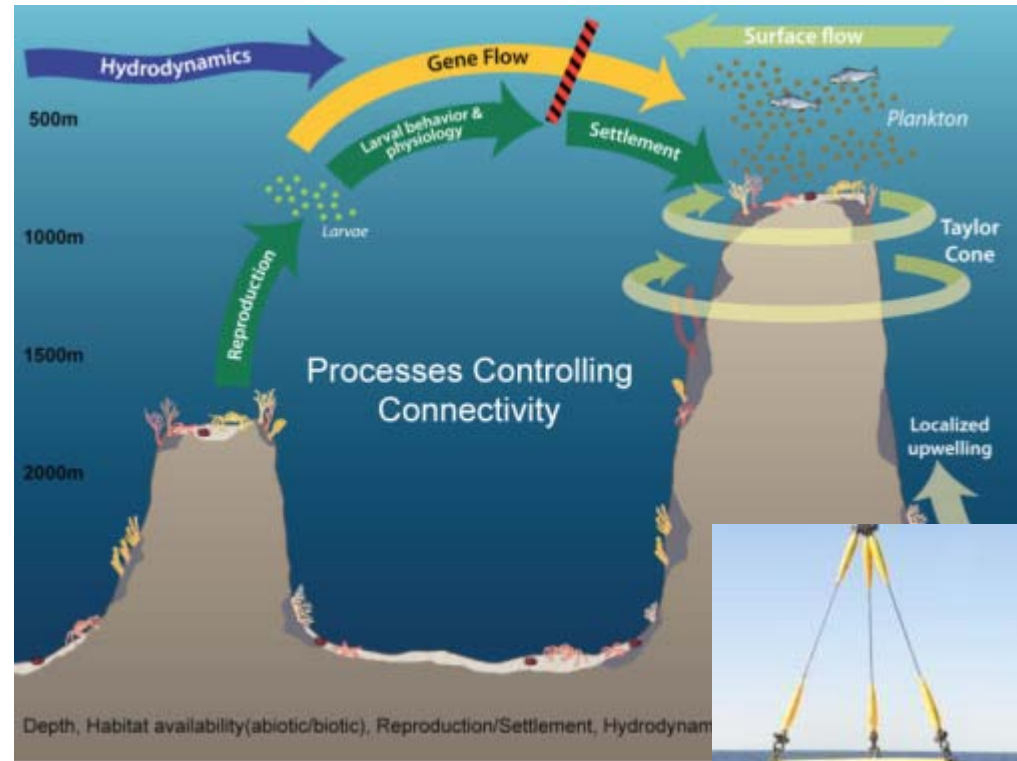 Hydrodynamics
Gene Flow
Surface flow
500m
Larval behavior &
physiology
Settlement
Plankton
1000m
Larvae
Taylor
Cone
Reproduction
1500m
Processes Controlling
Connectivity
Localized
upwelling
2000m
Depth, Habitat availability(abiotic/biotic), Reproduction/Settlement,